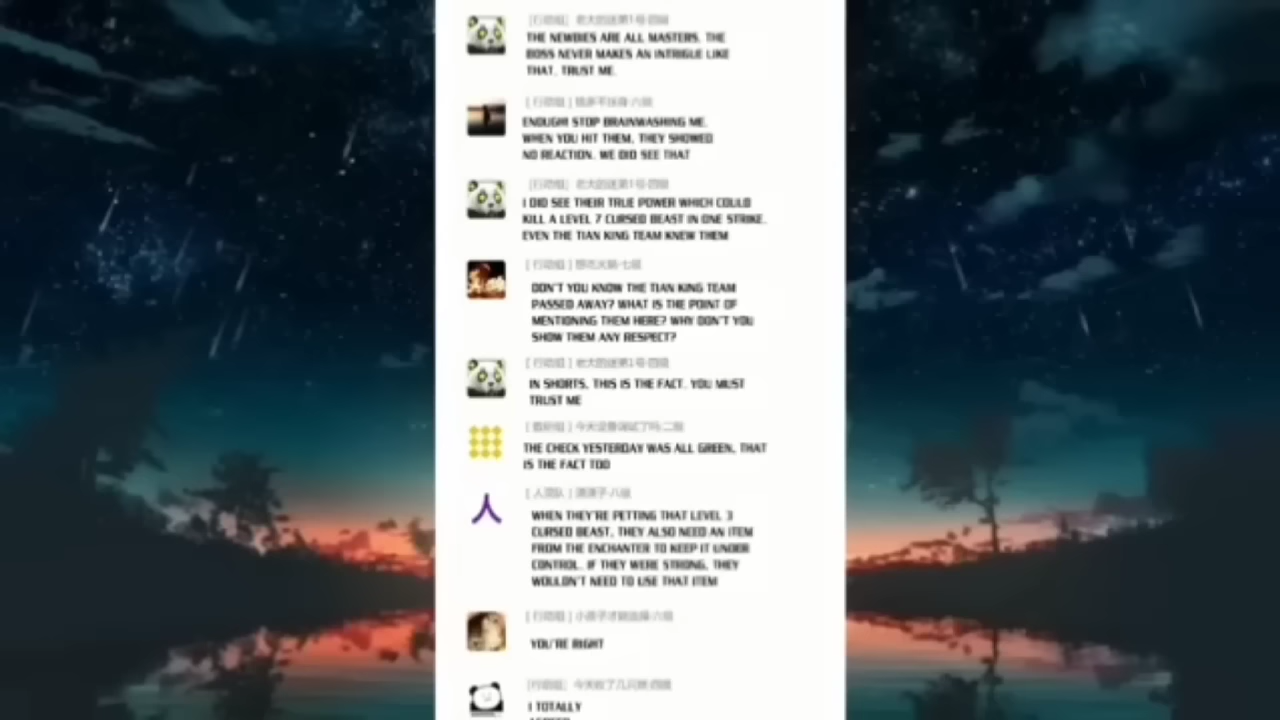 THE NEWBIES ARE ALL MASTERS. THE
BOSS NEVER MAKES AN INTRIGUE LIKE
THAT. TRUST ME.
ENOUGH! STOP BRAINWASHING ME.
WHEN YOU HIT THEM, THEY SHOWED
NO REACTION. WE DID SEE THAT
I DID SEE THEIR TRUE POWER WHICH COULD
KILL A LEVEL 7 CURSED BEAST IN ONE STRIKE.
EVEN THE TIAN KING TEAM KNEW THEM
DON'T YOU KNOW THE TIAN KING TEAM
PASSED AWAY? WHAT IS THE POINT OF
MENTIONING THEM HERE? WHY DON'T YOU
SHOW THEM ANY RESPECT?
IN SHORTS, THIS IS THE FACT. YOU MUST
TRUST ME
THE CHECK YESTERDAY WAS ALL GREEN, THAT
IS THE FACT TOO
人
WHEN THEY'RE PETTING THAT LEVEL 3
CURSED BEAST, THEY ALSO NEED AN ITEM
FROM THE ENCHANTER TO KEEP IT UNDER
CONTROL. IF THEY WERE STRONG, THEY
WOULDN'T NEED TO USE THAT ITEM
YOU'RE RIGHT
I TOTALLY